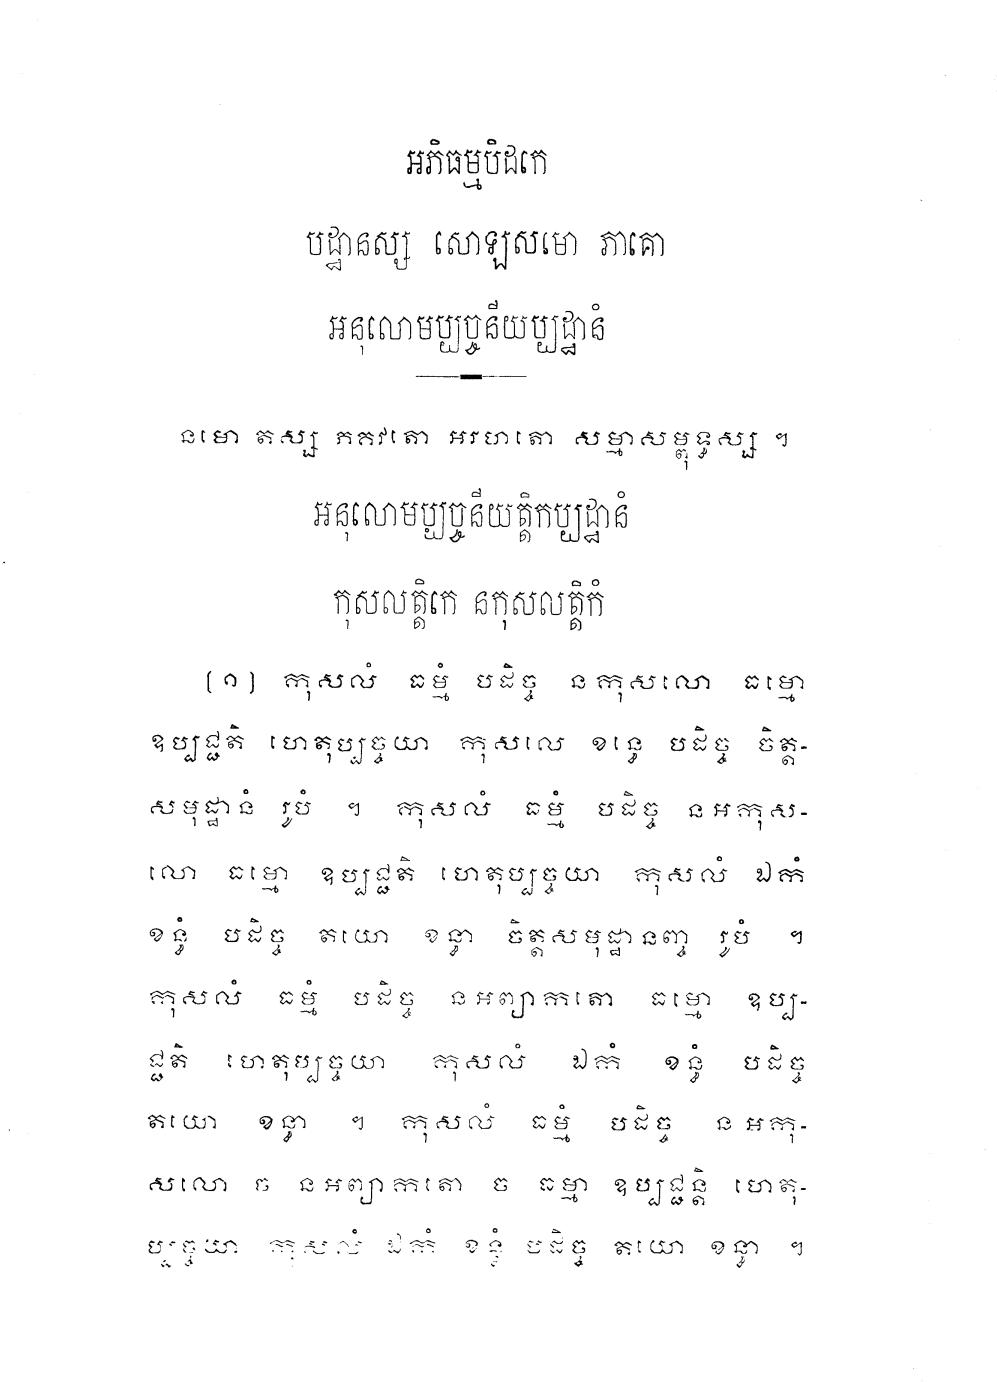 អភិធម្មបិដកេ
បដ្ឋានស្ស សោឡសមោ ភាគោ
អនុលោមប្បច្ចនីយប្បដ្ឋានំ
នមោ តស្ស ភគវតោ អរហតោ សម្មាសម្ពុទ្ធស្ស ។
អនុលោមប្បច្ចនីយត្តិកប្បដ្ឋានំ
កុសលត្តិកេ នកុសលត្តិកំ
(១) កុសលំ ធម្មំ បដិច្ច នកុសលោ ធម្មោ
ឧប្បជ្ជតិ ហេតុប្បច្ចយា កុសលេ ខន្ធេ បដិច្ច ចិត្ត-
សមុដ្ឋានំ រូបំ ។ កុសលំ ធម្មំ បដិច្ច នអកុស-
លោ ធម្មោ ឧប្បជ្ជតិ ហេតុប្បច្ចយា កុសលំ ឯកំ
ខន្ធំ បដិច្ច តយោ ខន្ធា ចិត្តសមុដ្ឋានញ្ច រូបំ ។
កុសលំ ធម្មំ បដិច្ច នអព្យាកតោ ធម្មោ ឧប្ប-
ជ្ជតិ ហេតុប្បច្ចយា កុសលំ ឯកំ ខន្ធំ បដិច្ច
តយោ ខន្ធា ។ កុសលំ ធម្មំ បដិច្ច នអកុ-
សលោ ច នអព្យាកតោ ច ធម្មា ឧប្បជ្ជន្តិ ហេតុ-
ប្បច្ចយា កុសលំ ឯកំ ខន្ធំ បដិច្ច តយោ ខន្ធា ។